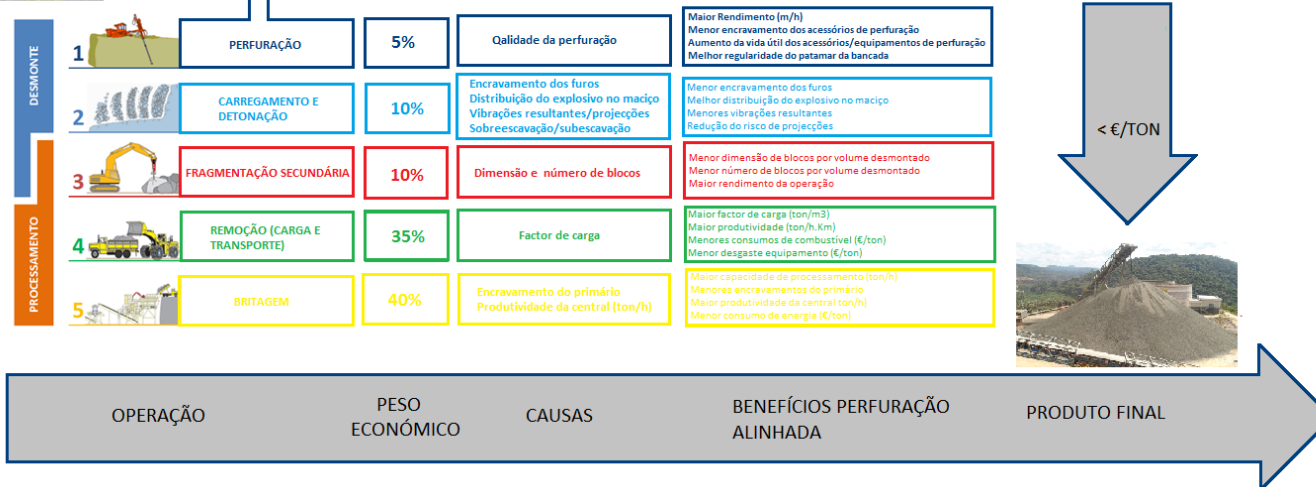 DESMONTE
1
PERFURAÇÃO
5%
Qalidade da perfuração
Maior Rendimento (m/h)
Menor encravamento dos acessórios de perfuração
Aumento da vida útil dos acessórios/equipamentos de perfuração
Melhor regularidade do patamar da bancada
2
CARREGAMENTO E
DETONAÇÃO
10%
Encravamento dos furos
Distribuição do explosivo no maciço
Vibrações resultantes/projecções
Sobreescavação/subescavação
Menor encravamento dos furos
Melhor distribuição do explosivo no maciço
Menores vibrações resultantes
Redução do risco de projecções
3
FRAGMENTAÇÃO SECUNDÁRIA
10%
Dimensão e número de blocos
Menor dimensão de blocos por volume desmontado
Menor número de blocos por volume desmontado
Maior rendimento da operação
PROCESSAMENTO
4
REMOÇÃO (CARGA E
TRANSPORTE)
35%
Factor de carga
Maior factor de carga (ton/m3)
Maior produtividade (ton/h.Km)
Menores consumos de combustível (€/ton)
Menor desgaste equipamento (€/ton)
5
BRITAGEM
40%
Encravamento do primário
Produtividade da central (ton/h)
Maior capacidade de processamento (ton/h)
Menores encravementos do primário
Maior produtividade da central ton/h)
Menor consumo de energie (€/ton)
< €/TON
OPERAÇÃO
PESO
ECONÓMICO
CAUSAS
BENEFÍCIOS PERFURAÇÃO
ALINHADA
PRODUTO FINAL